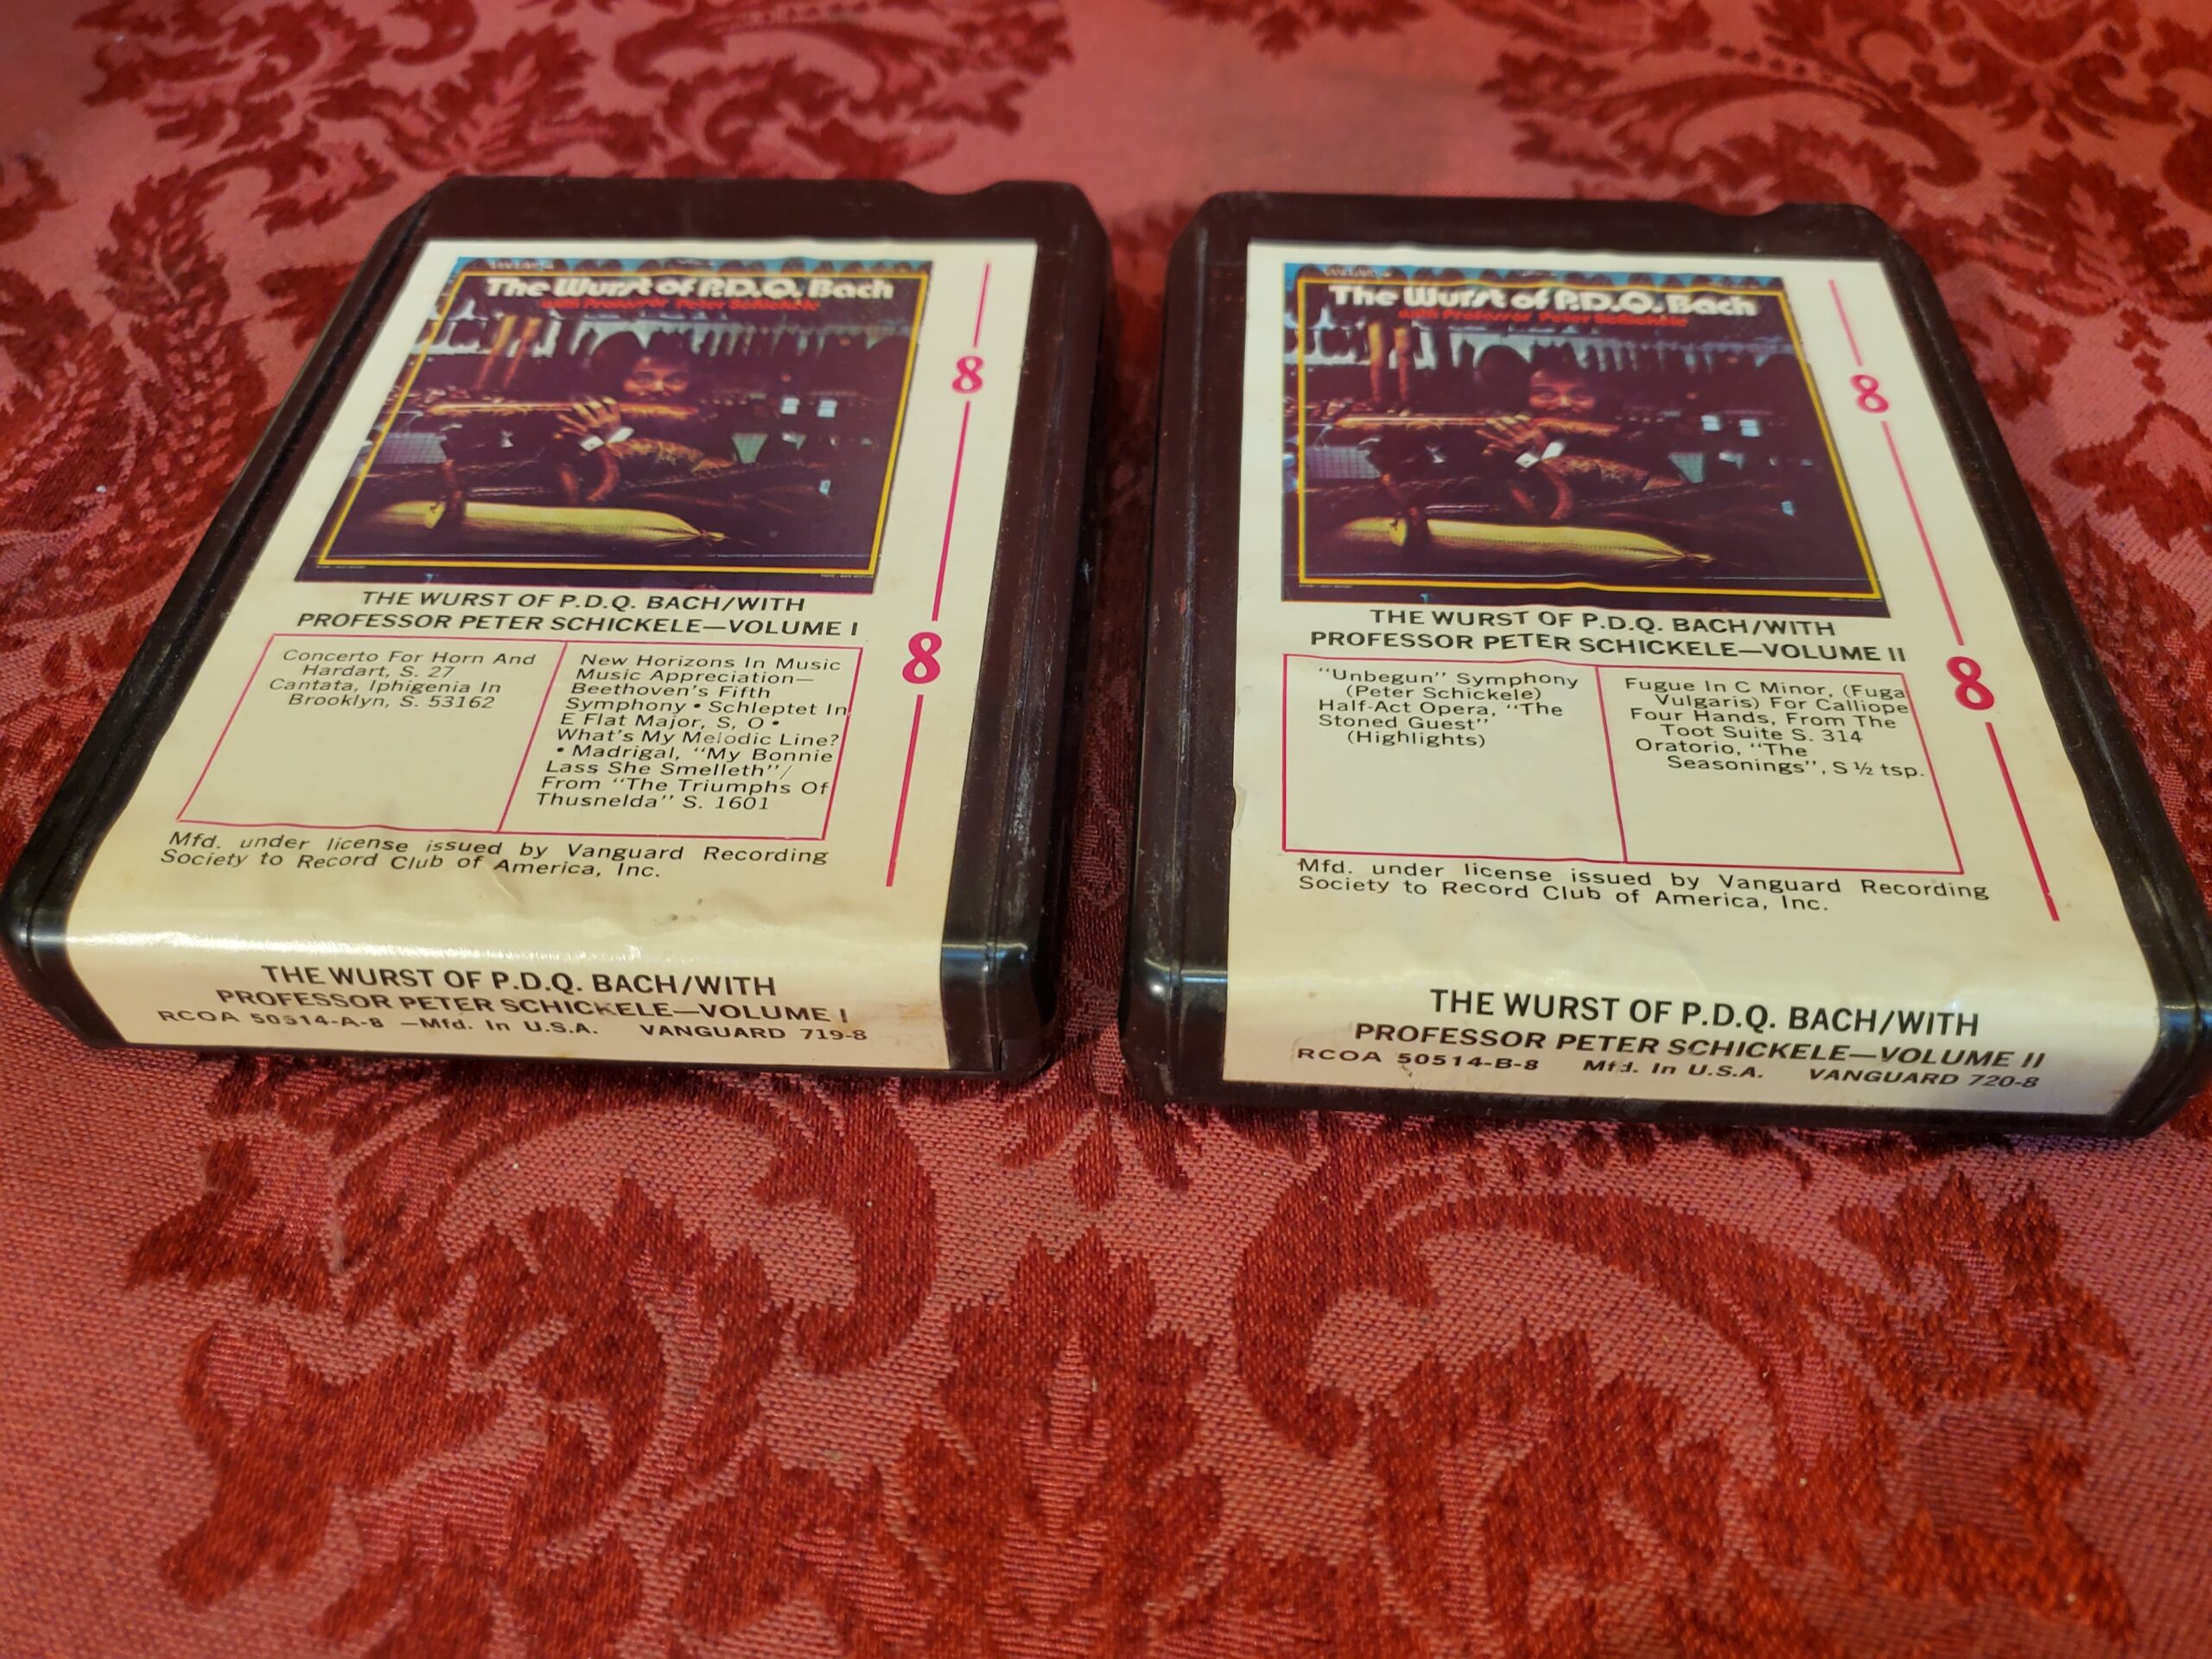 The Wurst of P.D.Q. Bach
with Professor Peter Schickele
8
8
THE WURST OF P.D.Q. BACH/WITH
PROFESSOR PETER SCHICKELE—VOLUME I
Concerto For Horn And
Hardart, S. 27
Cantata, Iphigenia In
Brooklyn, S. 53162
New Horizons In Music
Music Appreciation—
Beethoven's Fifth
Symphony • Schleptet In
E Flat Major, S, O •
What's My Melodic Line?
• Madrigal, "My Bonnie
Lass She Smelleth"/
From "The Triumphs Of
Thusnelda" S. 1601
Mfd. under license issued by Vanguard Recording
Society to Record Club of America, Inc.
THE WURST OF P.D.Q. BACH/WITH
PROFESSOR PETER SCHICKELE—VOLUME I
RCOA 50514-A-8 —Mfd. In U.S.A. VANGUARD 719-8
The Wurst of P.D.Q. Bach
with Professor Peter Schickele
8
8
THE WURST OF P.D.Q. BACH/WITH
PROFESSOR PETER SCHICKELE—VOLUME II
"Unbegun" Symphony
(Peter Schickele)
Half-Act Opera, "The
Stoned Guest"
(Highlights)
Fugue In C Minor, (Fuga
Vulgaris) For Calliope
Four Hands, From The
Toot Suite S. 314
Oratorio, "The
Seasonings", S ½ tsp.
Mfd. under license issued by Vanguard Recording
Society to Record Club of America, Inc.
THE WURST OF P.D.Q. BACH/WITH
PROFESSOR PETER SCHICKELE—VOLUME II
RCOA 50514-B-8 Mfd. In U.S.A. VANGUARD 720-8